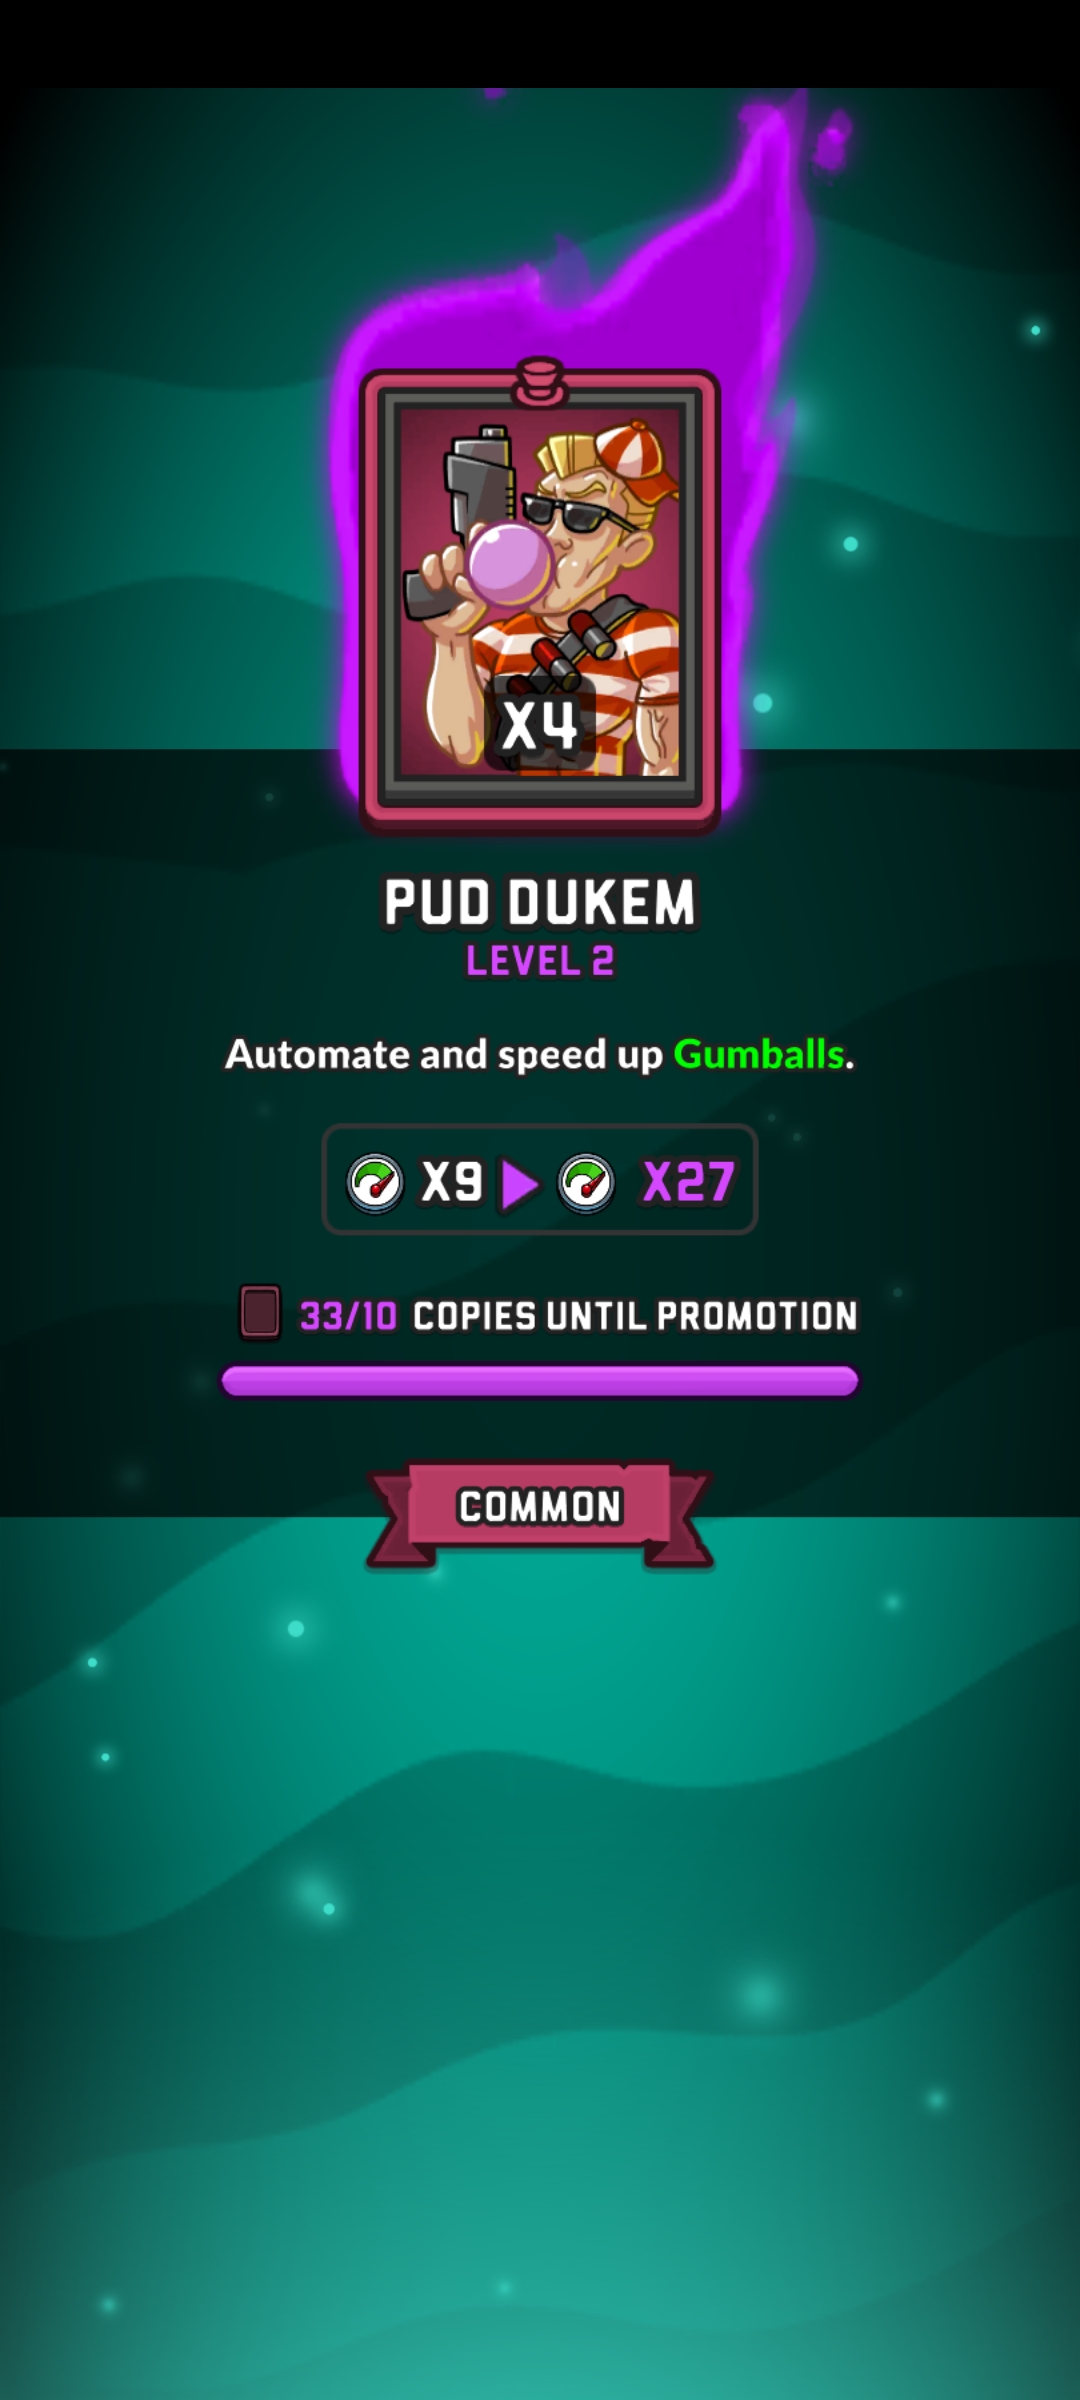 X4
PUD DUKEM
LEVEL 2
Automate and speed up Gumballs.
X9 X27
33/10 COPIES UNTIL PROMOTION
COMMON